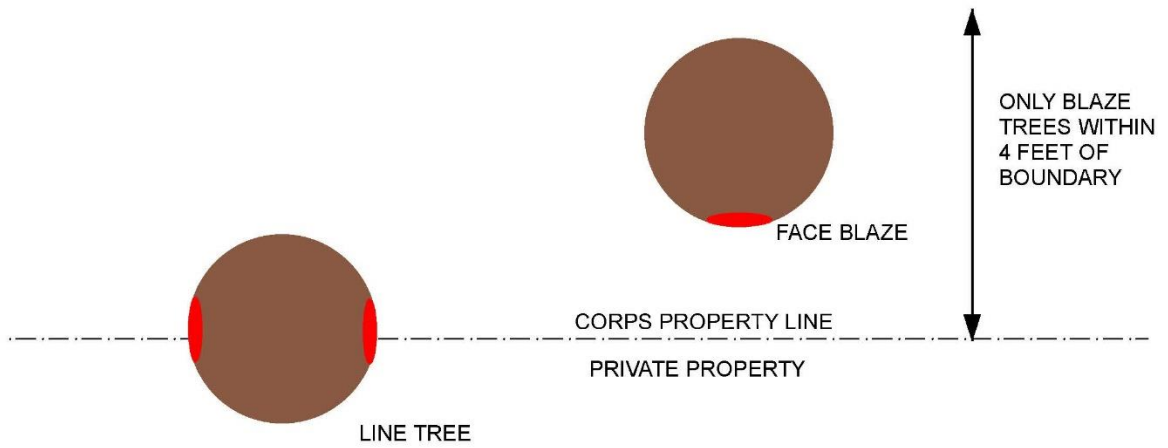 ONLY BLAZE
TREES WITHIN
4 FEET OF
BOUNDARY
FACE BLAZE
CORPS PROPERTY LINE
PRIVATE PROPERTY
LINE TREE